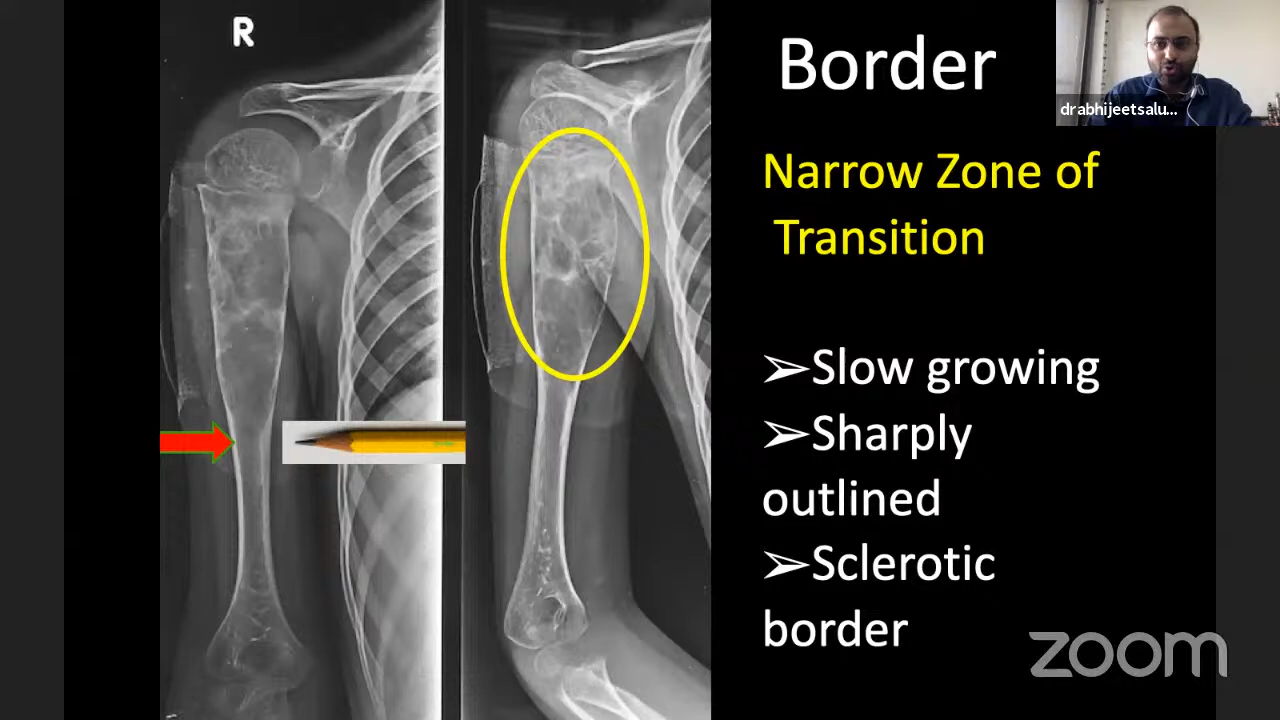 R
Border
drabhijeetsalu...
Narrow Zone of
Transition
➢Slow growing
➢Sharply
outlined
➢Sclerotic
border
zoom